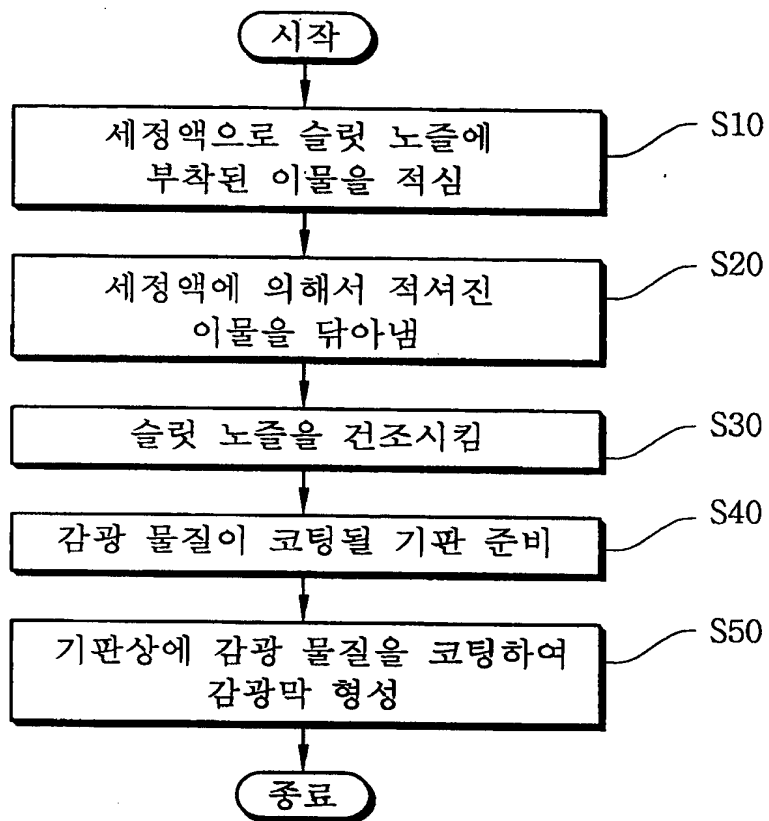 시작
세정액으로 슬릿 노즐에
부착된 이물을 적심
S10
세정액에 의해서 적셔진
이물을 닦아냄
S20
슬릿 노즐을 건조시킴
S30
감광 물질이 코팅될 기판 준비
S40
기판상에 감광 물질을 코팅하여
감광막 형성
S50
종료